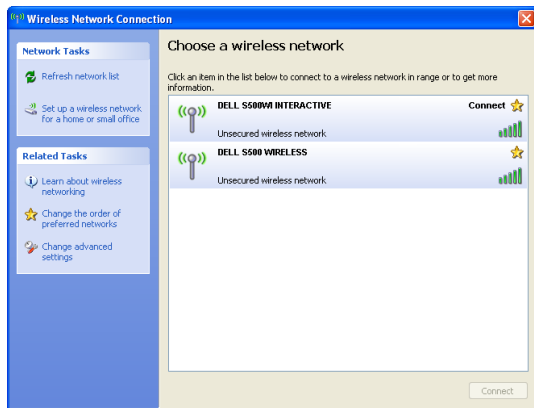 Wireless Network Connection
Network Tasks
Refresh network list
Set up a wireless network
for a home or small office
Related Tasks
Learn about wireless
networking
Change the order of
preferred networks
Change advanced
settings
Choose a wireless network
Click an item in the list below to connect to a wireless network in range or to get more
information.
DELL S500WI INTERACTIVE
Connect
Unsecured wireless network
DELL S500 WIRELESS
Unsecured wireless network
Connect